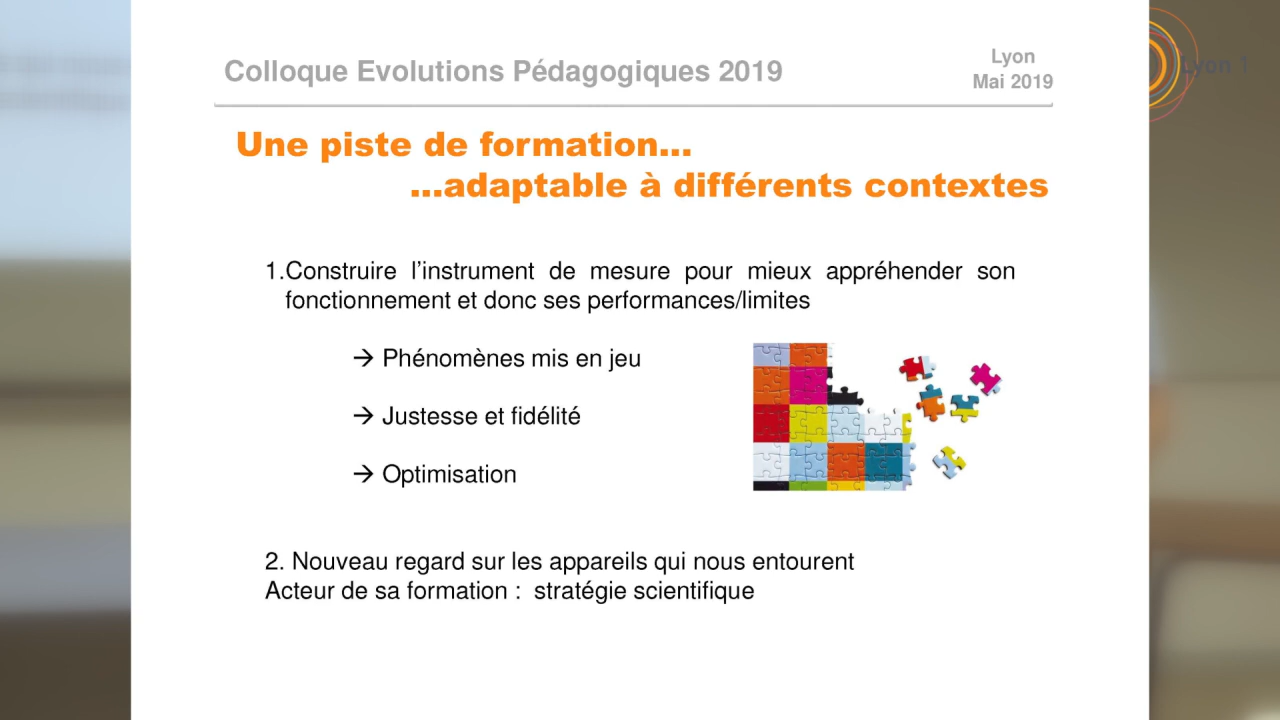 Colloque Evolutions Pédagogiques 2019
Lyon
Mai 2019
Lyon 1
Une piste de formation...
...adaptable à différents contextes
1.Construire l’instrument de mesure pour mieux appréhender son
fonctionnement et donc ses performances/limites
→ Phénomènes mis en jeu
→ Justesse et fidélité
→ Optimisation
2. Nouveau regard sur les appareils qui nous entourent
Acteur de sa formation : stratégie scientifique